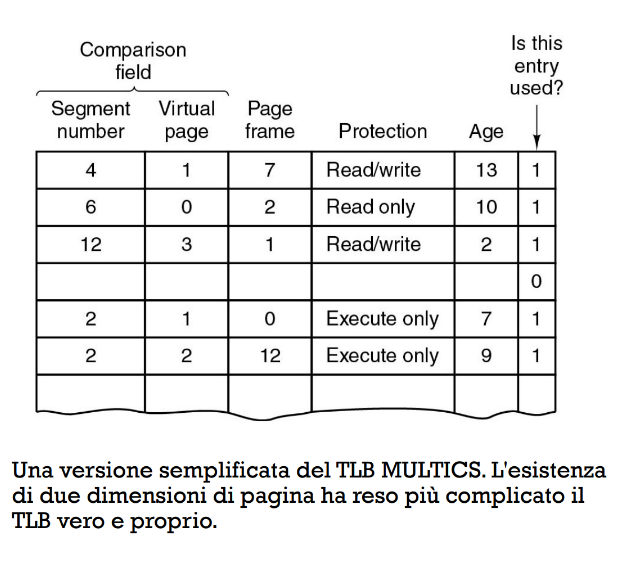 Comparison
field
Is this
entry
used?
Segment
number
Virtual
page
Page
frame
Protection
Age
4 1 7 Read/write 13 1
6 0 2 Read only 10 1
12 3 1 Read/write 2 1
0
2 1 0 Execute only 7 1
2 2 12 Execute only 9 1
Una versione semplificata del TLB MULTICS. L'esistenza
di due dimensioni di pagina ha reso più complicato il
TLB vero e proprio.